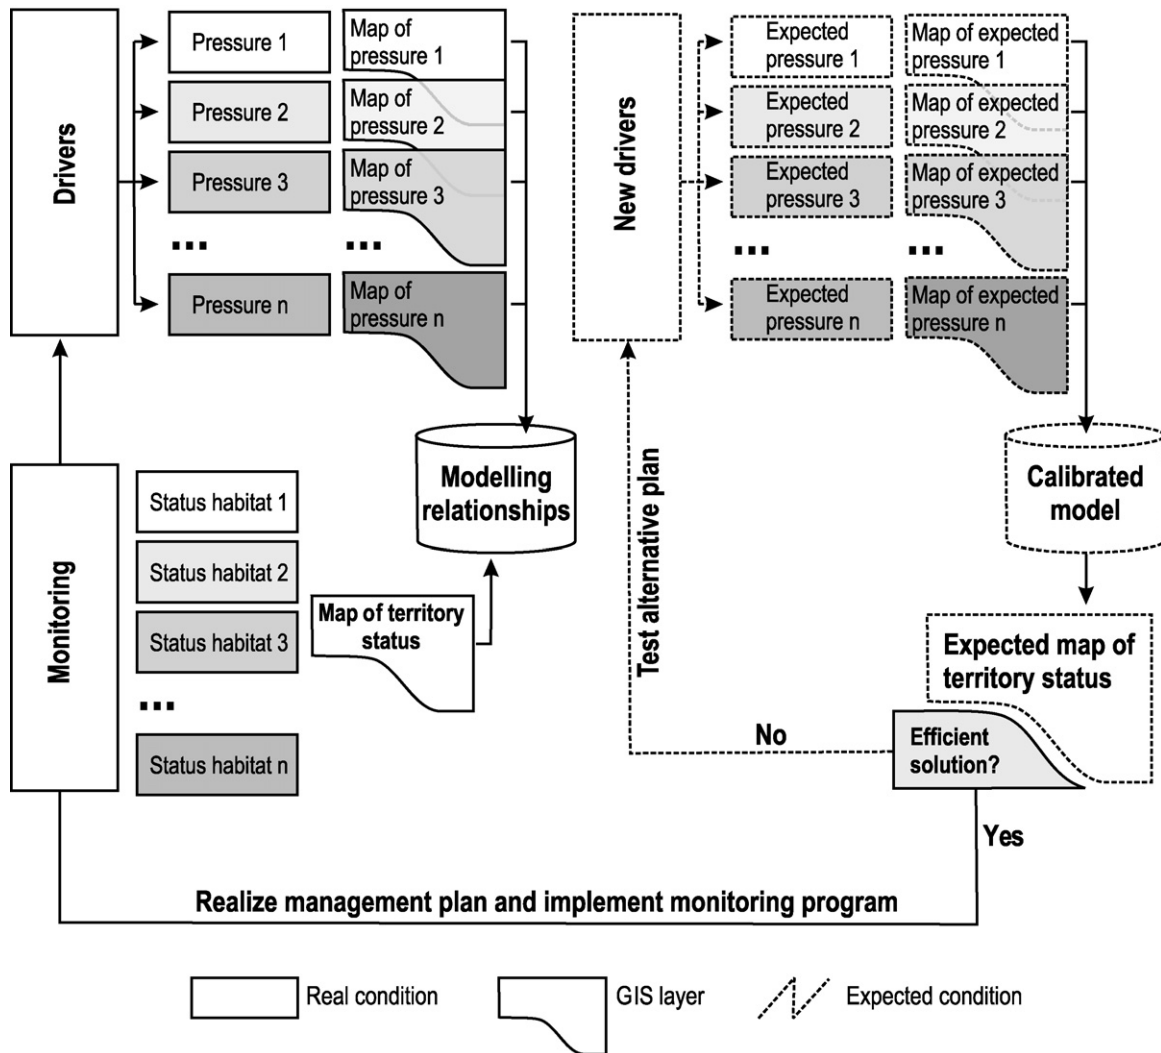 Drivers
Pressure 1
Pressure 2
Pressure 3
...
Pressure n
Map of
pressure 1
Map of
pressure 2
Map of
pressure 3
...
Map of
pressure n
Monitoring
Status habitat 1
Status habitat 2
Status habitat 3
...
Status habitat n
Map of territory
status
Modelling
relationships
New drivers
Expected
pressure 1
Expected
pressure 2
Expected
pressure 3
...
Expected
pressure n
Map of expected
pressure 1
Map of expected
pressure 2
Map of expected
pressure 3
...
Map of expected
pressure n
Calibrated
model
Expected map of
territory status
Efficient
solution?
No
Test alternative plan
Yes
Realize management plan and implement monitoring program
Real condition
GIS layer
Expected condition